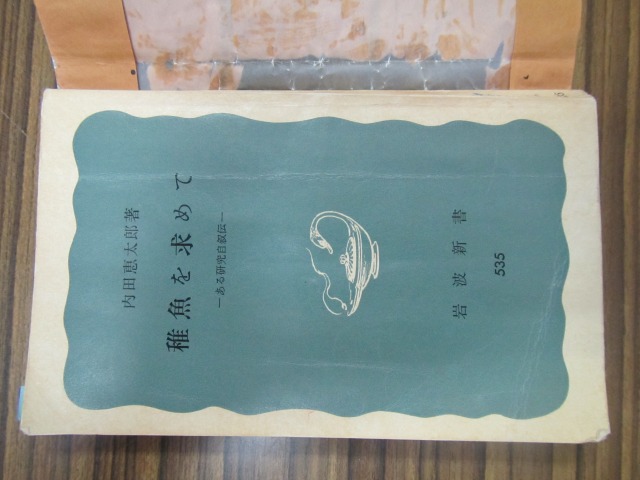 内田恵太郎著
稚魚を求めて
―ある研究自叙伝―
岩波新書
535